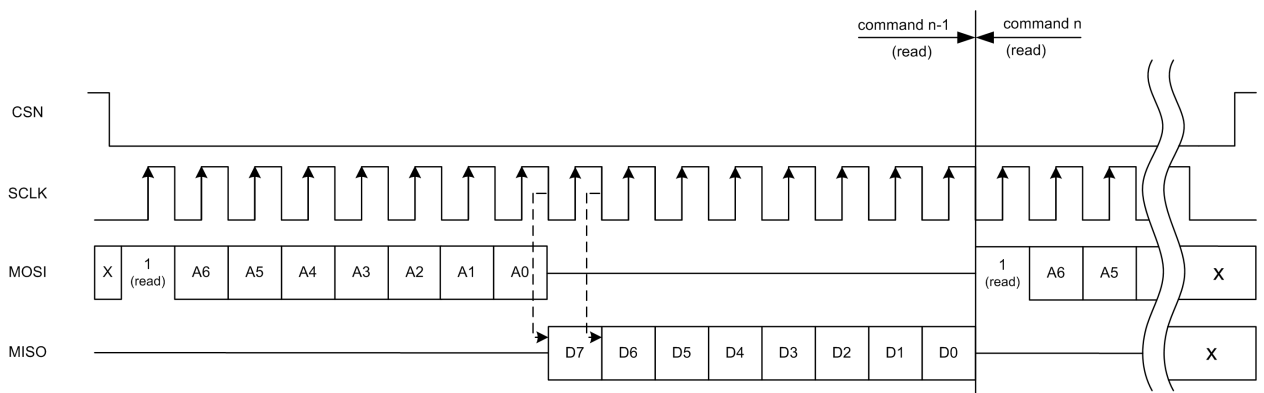 command n-1 command n
(read) (read)
CSN
SCLK
MOSI X 1 (read) A6 A5 A4 A3 A2 A1 A0 1 (read) A6 A5 X
MISO D7 D6 D5 D4 D3 D2 D1 D0 X